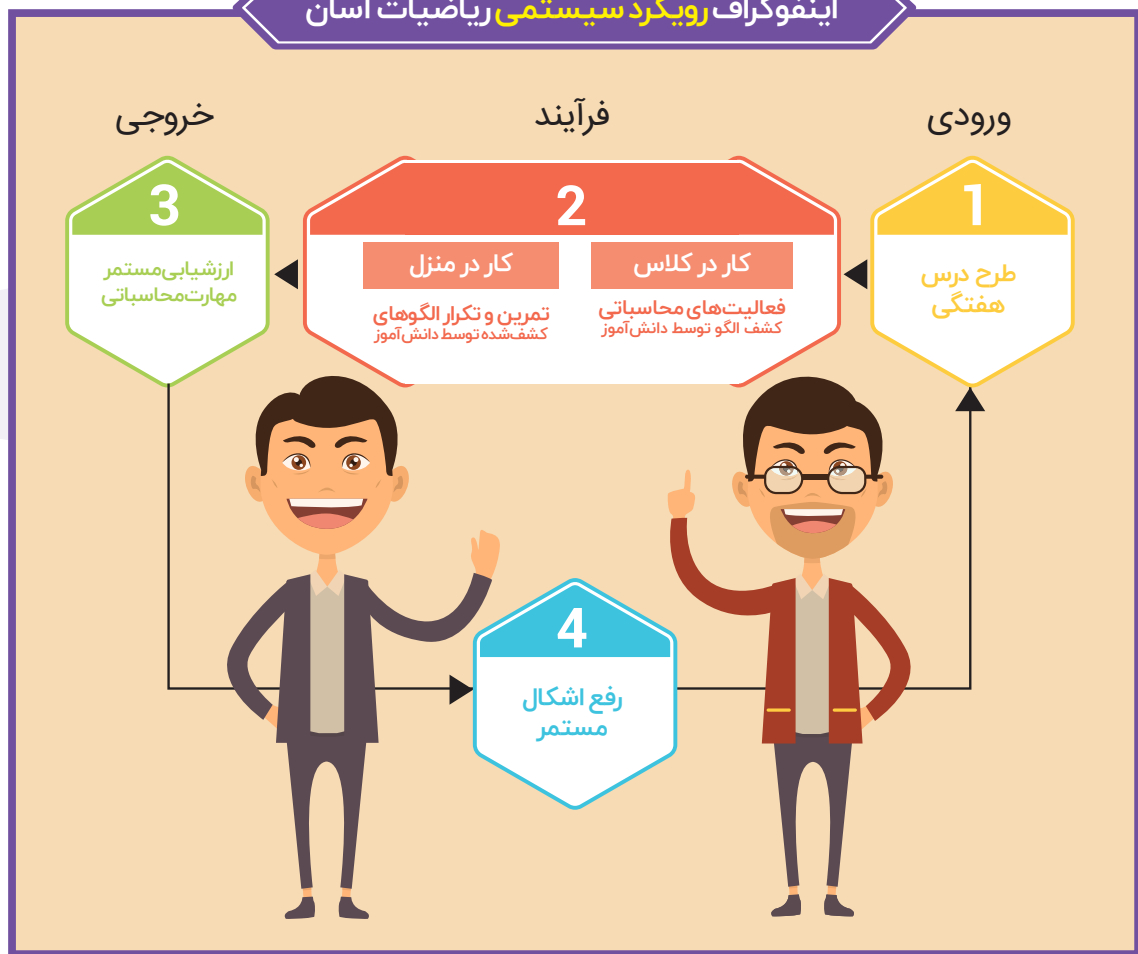 اینفوگراف رویکرد سیستمی ریاضیات آسان
ورودی
فرآیند
خروجی
1
طرح درس
هفتگی
2
کار در کلاس
فعالیت‌های محاسباتی
کشف الگو توسط دانش‌آموز
کار در منزل
تمرین و تکرار الگوهای
کشف‌شده توسط دانش‌آموز
3
ارزشیابی‌مستمر
مهارت‌محاسباتی
4
رفع اشکال
مستمر